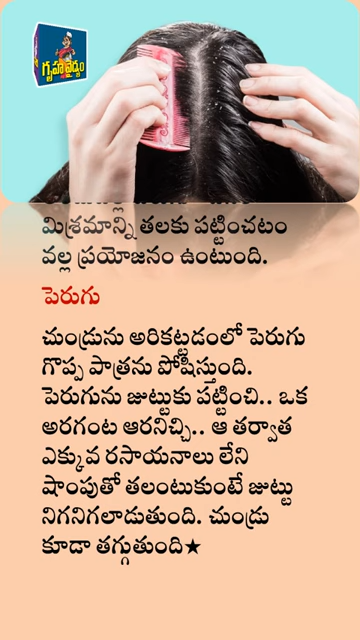 గృహవైద్యం
మిశ్రమాన్ని తలకు పట్టించటం
వల్ల ప్రయోజనం ఉంటుంది.
పెరుగు
చుండ్రును అరికట్టడంలో పెరుగు
గొప్ప పాత్రను పోషిస్తుంది.
పెరుగును జుట్టుకు పట్టించి.. ఒక
అరగంట ఆరనిచ్చి.. ఆ తర్వాత
ఎక్కువ రసాయనాలు లేని
షాంపుతో తలంటుకుంటే జుట్టు
నిగనిగలాడుతుంది. చుండ్రు
కూడా తగ్గుతుంది★